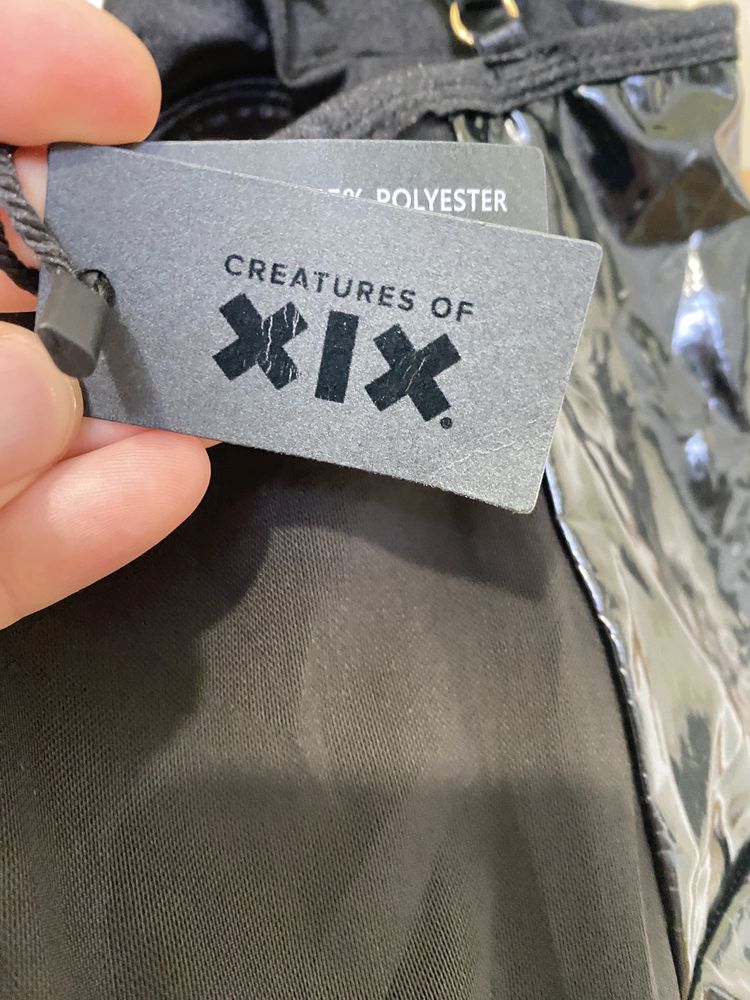 % POLYESTER
CREATURES OF
XIX®